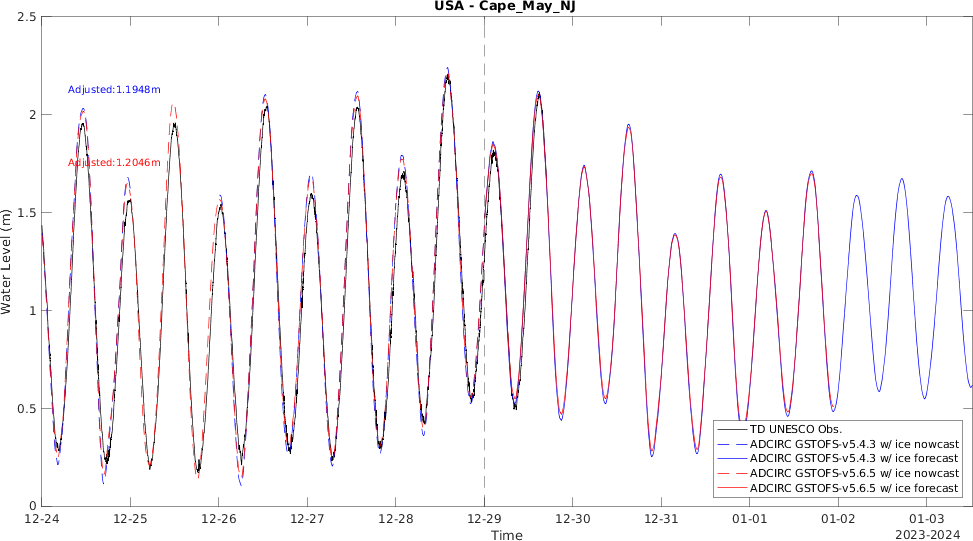 USA - Cape_May_NJ
2.5
2
1.5
1
0.5
0
Water Level (m)
Adjusted:1.1948m
Adjusted:1.2046m
TD UNESCO Obs.
ADCIRC GSTOFS-v5.4.3 w/ ice nowcast
ADCIRC GSTOFS-v5.4.3 w/ ice forecast
ADCIRC GSTOFS-v5.6.5 w/ ice nowcast
ADCIRC GSTOFS-v5.6.5 w/ ice forecast
12-24 12-25 12-26 12-27 12-28 12-29 12-30 12-31 01-01 01-02 01-03
Time
2023-2024